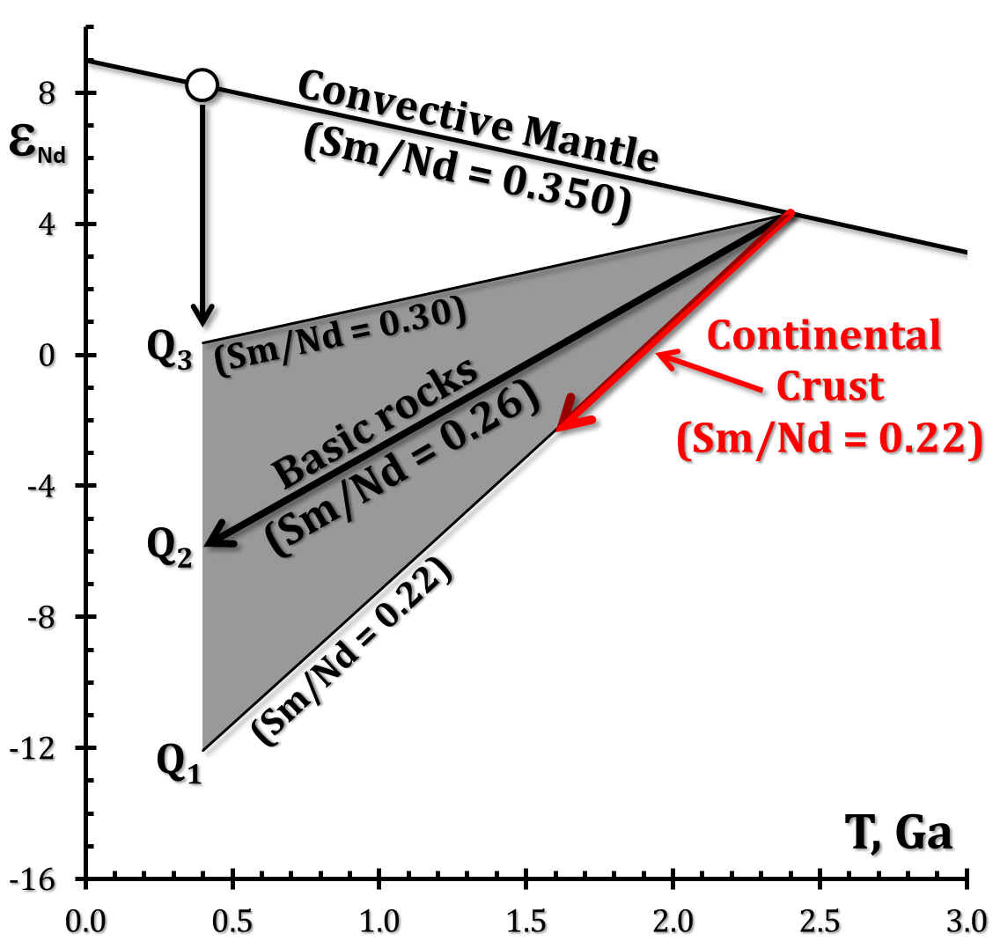 8
4
0
-4
-8
-12
-16
εNd
Convective Mantle
(Sm/Nd = 0.350)
Q3
(Sm/Nd = 0.30)
Basic rocks
(Sm/Nd = 0.26)
Q2
(Sm/Nd = 0.22)
Q1
Continental
Crust
(Sm/Nd = 0.22)
T, Ga
0.0 0.5 1.0 1.5 2.0 2.5 3.0